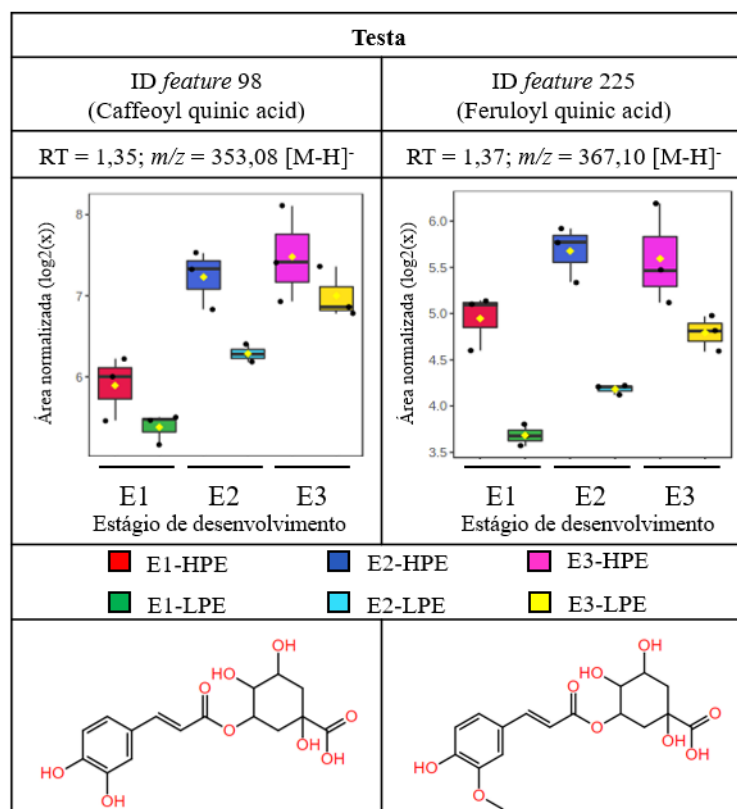 Testa
ID feature 98
(Caffeoyl quinic acid)
ID feature 225
(Feruloyl quinic acid)
RT = 1,35; m/z = 353,08 [M-H]-
RT = 1,37; m/z = 367,10 [M-H]-
Área normalizada (log2(x))
8
7
6
E1
E2
E3
Estágio de desenvolvimento
Área normalizada (log2(x))
6.0
5.5
5.0
4.5
4.0
3.5
E1
E2
E3
Estágio de desenvolvimento
E1-HPE
E2-HPE
E3-HPE
E1-LPE
E2-LPE
E3-LPE
OH
HO
O
O
OH
O
OH
HO
OH
OH
HO
O
O
OH
O
OH
HO
O